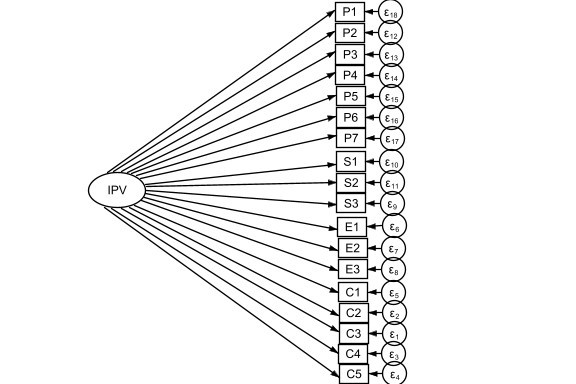 P1 ε18
P2 ε12
P3 ε13
P4 ε14
P5 ε15
P6 ε16
P7 ε17
S1 ε10
IPV S2 ε11
S3 ε9
E1 ε6
E2 ε7
E3 ε8
C1 ε5
C2 ε2
C3 ε1
C4 ε3
C5 ε4